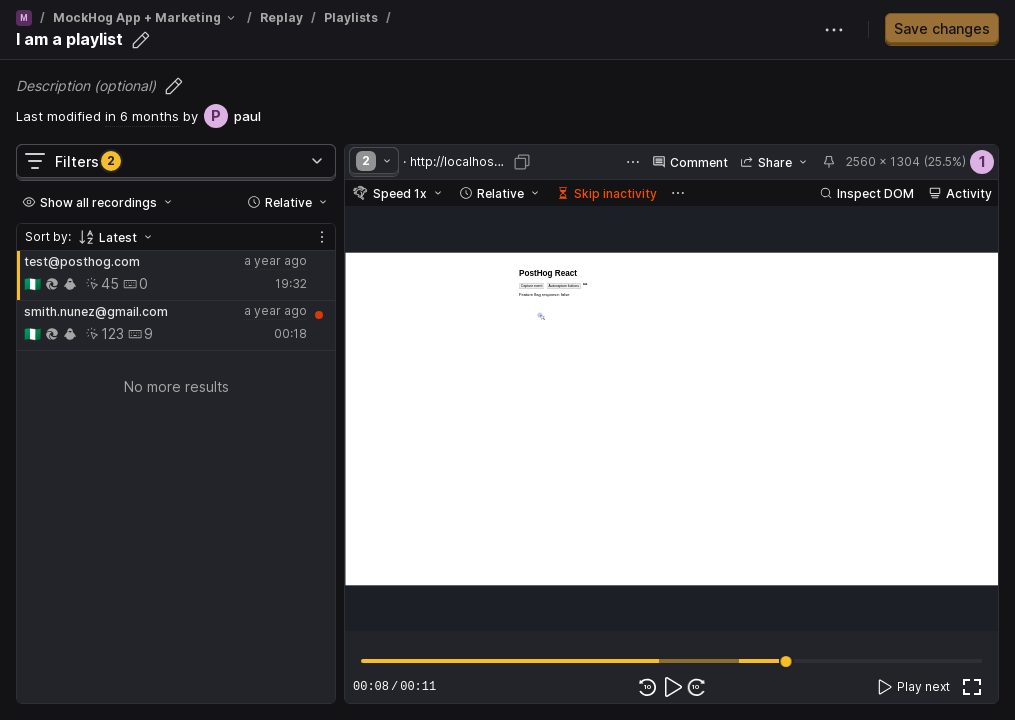 M / MockHog App + Marketing / Replay / Playlists /
I am a playlist
Save changes
Description (optional)
Last modified in 6 months by P paul
Filters 2
Show all recordings
Relative
Sort by: Latest
test@posthog.com a year ago
45 0 19:32
smith.nunez@gmail.com a year ago
123 9 00:18
No more results
2 · http://localhos... Comment Share 2560 × 1304 (25.5%) 1
Speed 1x Relative Skip inactivity Inspect DOM Activity
PostHog React
Capture event Autocapture buttons
Feature flag response: false
00:08 / 00:11
10 10
Play next